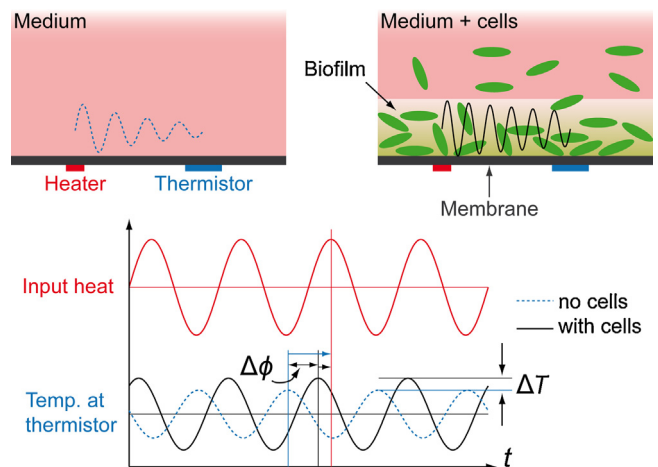 Medium
Heater
Thermistor
Medium + cells
Biofilm
Membrane
Input heat
no cells
with cells
Δϕ
ΔT
Temp. at
thermistor
t